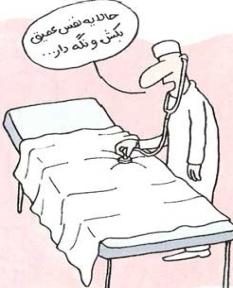 حالا یه نفس عمیق
بکش و نگه دار...